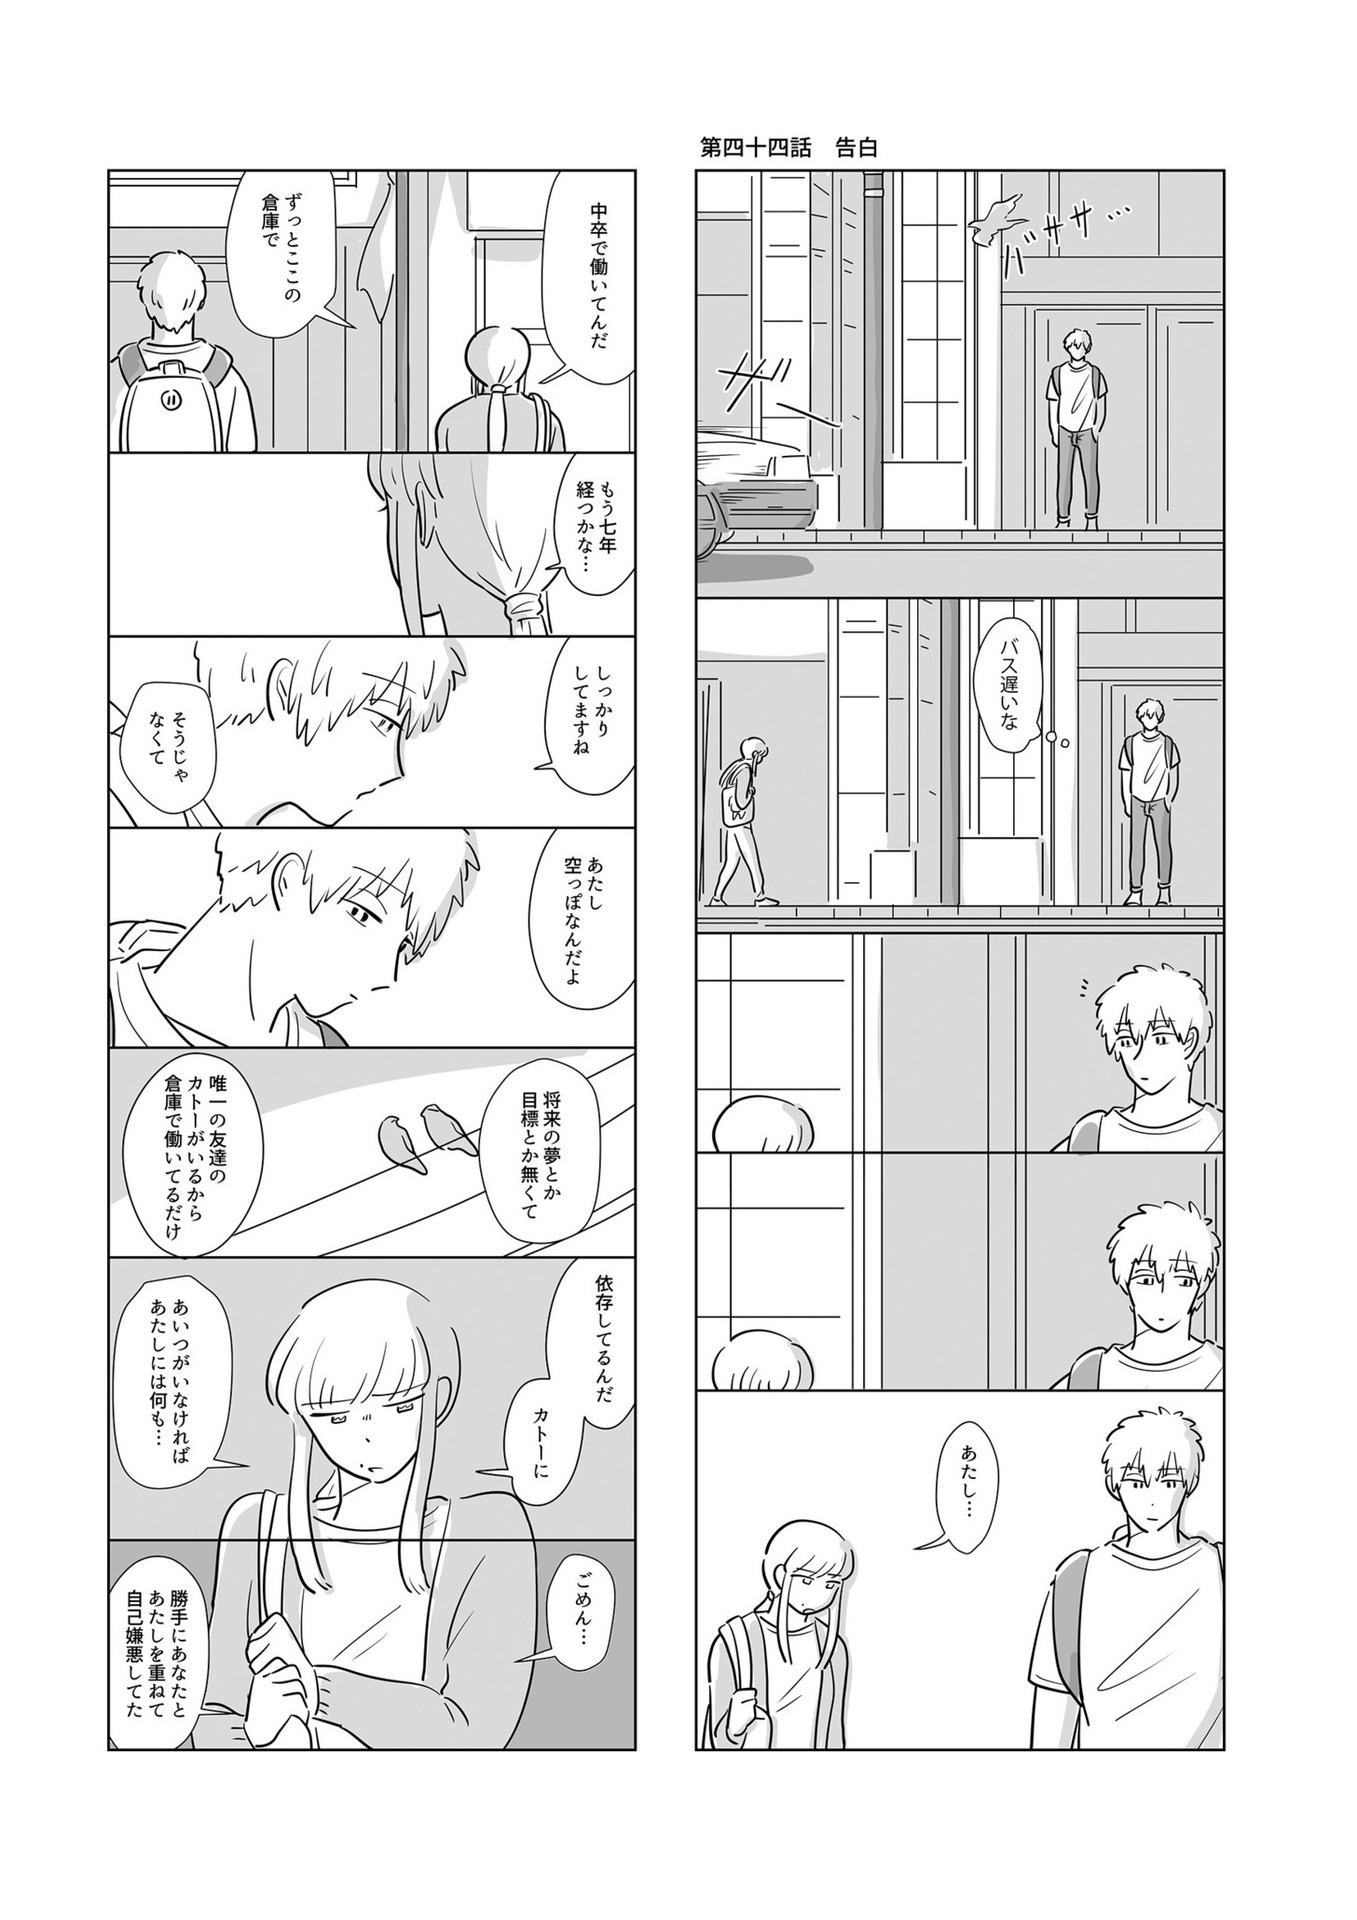 第四十四話　告白
バサササ…
ザッ
バス遅いな
あたし…
中卒で働いてんだ
ずっとここの
倉庫で
もう七年
経つかな…
しっかり
してますね
そうじゃ
なくて
あたし
空っぽなんだよ
将来の夢とか
目標とか無くて
唯一の友達の
カトーがいるから
倉庫で働いてるだけ
依存してるんだ
カトーに
あいつがいなければ
あたしには何も…
ごめん…
勝手にあなたと
あたしを重ねて
自己嫌悪してた